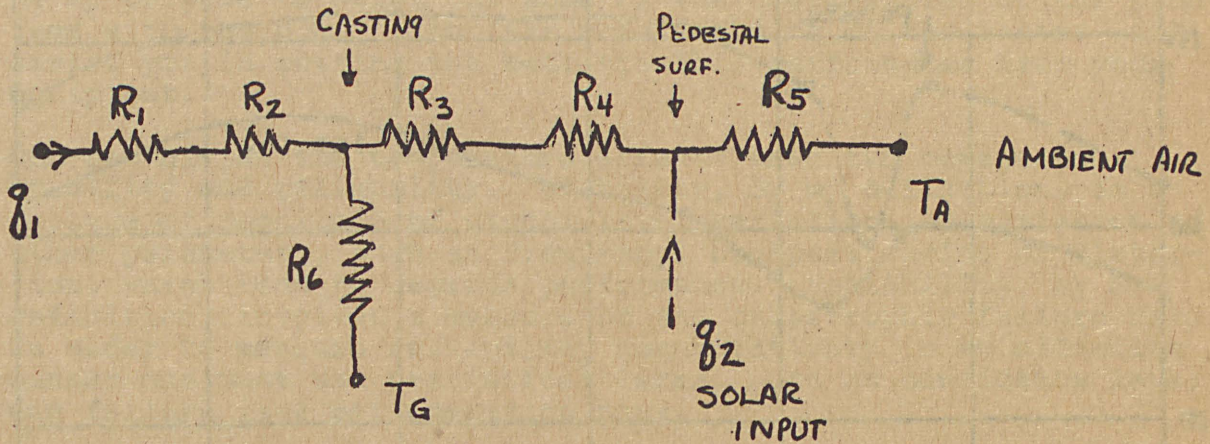 CASTING
PEDESTAL
SURF.
R1
R2
R3
R4
R5
AMBIENT AIR
q1
TA
R6
q2
TG
SOLAR
INPUT